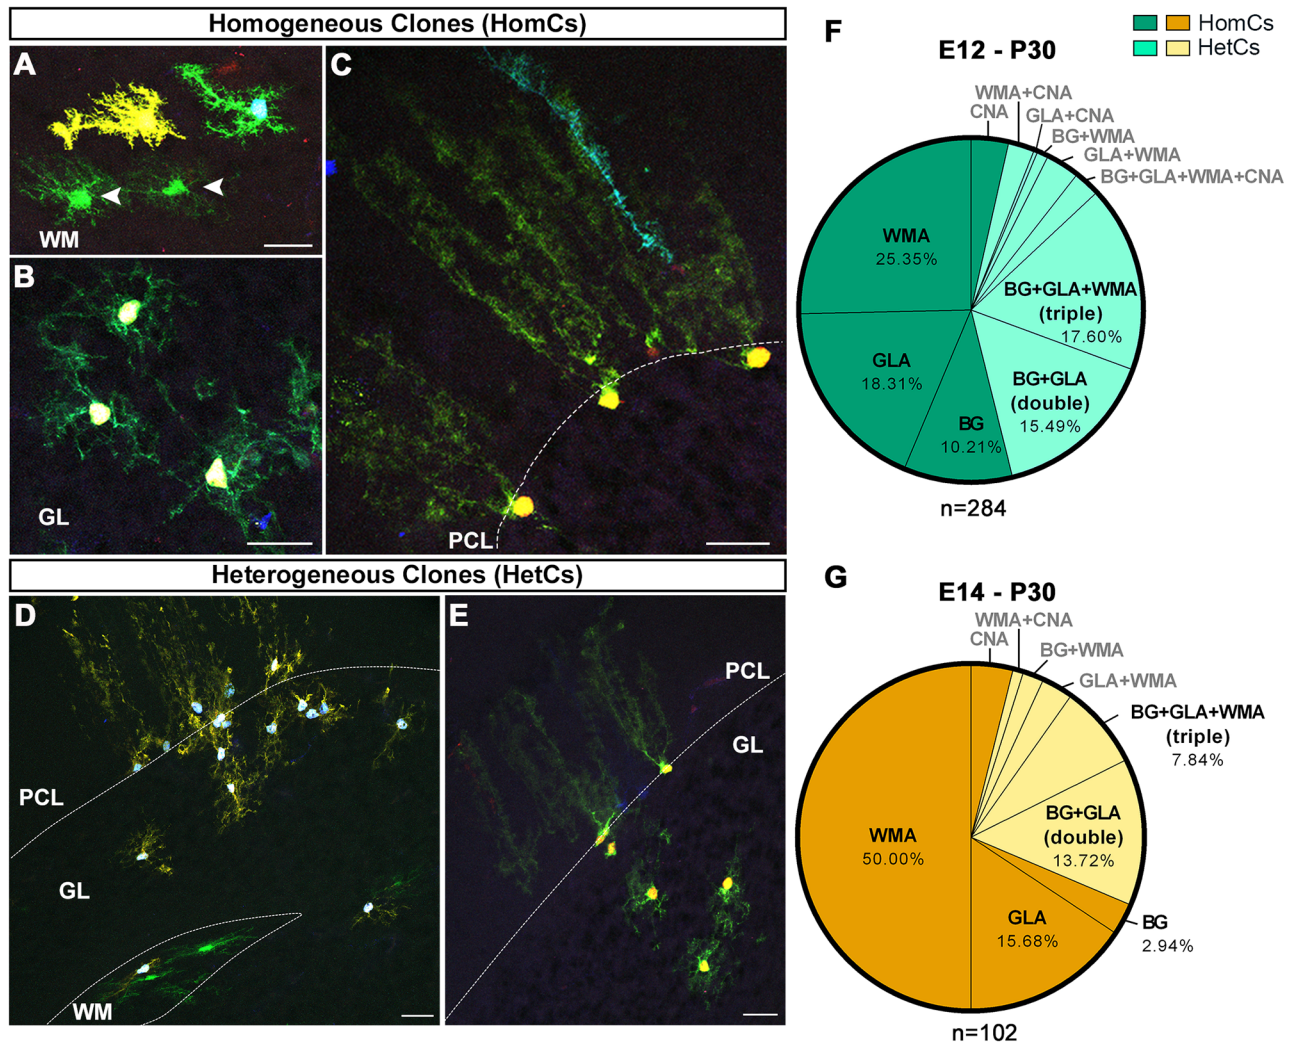 Homogeneous Clones (HomCs)
A
WM
B
GL
C
PCL
Heterogeneous Clones (HetCs)
D
PCL
GL
WM
E
PCL
GL
F
HomCs
HetCs
E12 - P30
WMA+CNA
CNA
GLA+CNA
BG+WMA
GLA+WMA
BG+GLA+WMA+CNA
WMA
25.35%
BG+GLA+WMA
(triple)
17.60%
GLA
18.31%
BG+GLA
(double)
15.49%
BG
10.21%
n=284
G
E14 - P30
WMA+CNA
CNA
BG+WMA
GLA+WMA
BG+GLA+WMA
(triple)
7.84%
WMA
50.00%
BG+GLA
(double)
13.72%
GLA
15.68%
BG
2.94%
n=102